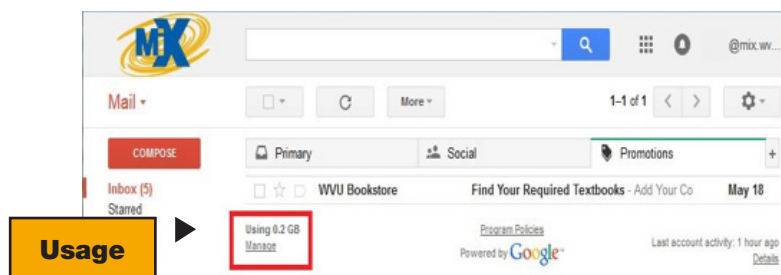 MiX
@mix.wv...
Mail
More
1–1 of 1
COMPOSE
Primary
Social
Promotions
+
Inbox (5)
WVU Bookstore
Find Your Required Textbooks - Add Your Co
May 18
Starred
Usage
Using 0.2 GB
Manage
Program Policies
Powered by Google™
Last account activity: 1 hour ago
Details